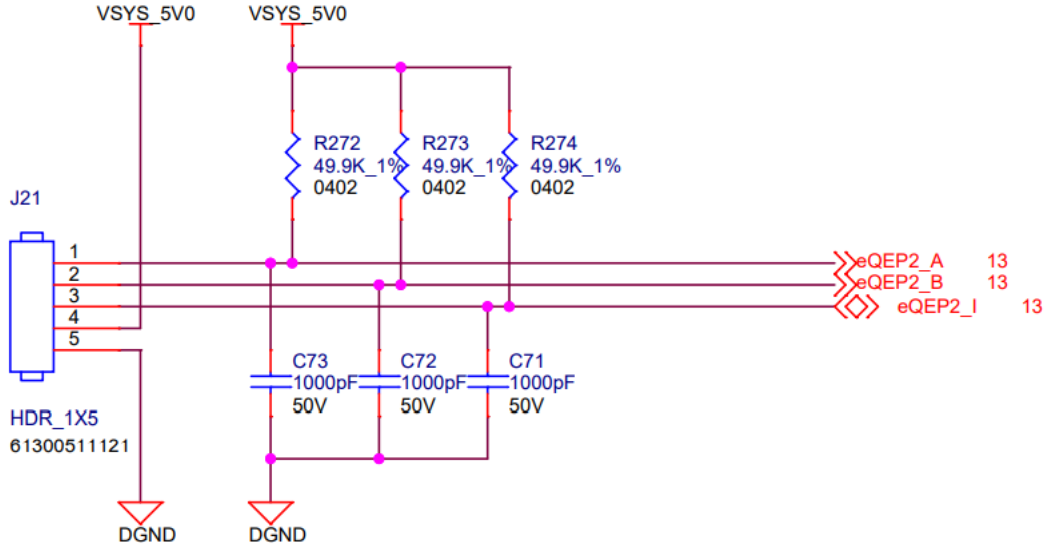 VSYS_5V0
VSYS_5V0
R272
49.9K_1%
0402
R273
49.9K_1%
0402
R274
49.9K_1%
0402
J21
1
2
3
4
5
eQEP2_A 13
eQEP2_B 13
eQEP2_I 13
C73
1000pF
50V
C72
1000pF
50V
C71
1000pF
50V
HDR_1X5
61300511121
DGND
DGND